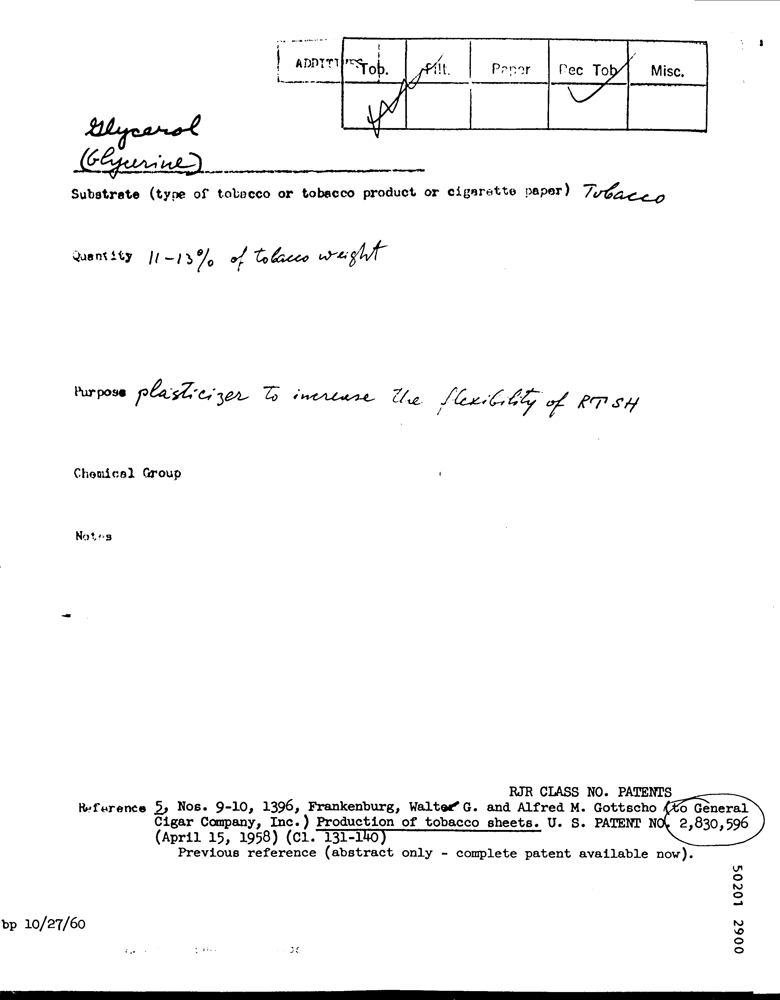 ADDITIVES
Tob. Filt. Paper Rec Tob Misc.
Glycerol
(Glycerine)
Substrate (type of tobacco or tobacco product or cigarette paper) Tobacco
Quantity 11-13% of tobacco weight
Purpose plasticizer to increase the flexibility of RTSH
Chemical Group
Notes
RJR CLASS NO. PATENTS
Reference 5, Nos. 9-10, 1396, Frankenburg, Walter G. and Alfred M. Gottscho (to General
Cigar Company, Inc.) Production of tobacco sheets. U. S. PATENT NO. 2,830,596
(April 15, 1958) (Cl. 131-140)
Previous reference (abstract only - complete patent available now).
50201 2900
bp 10/27/60